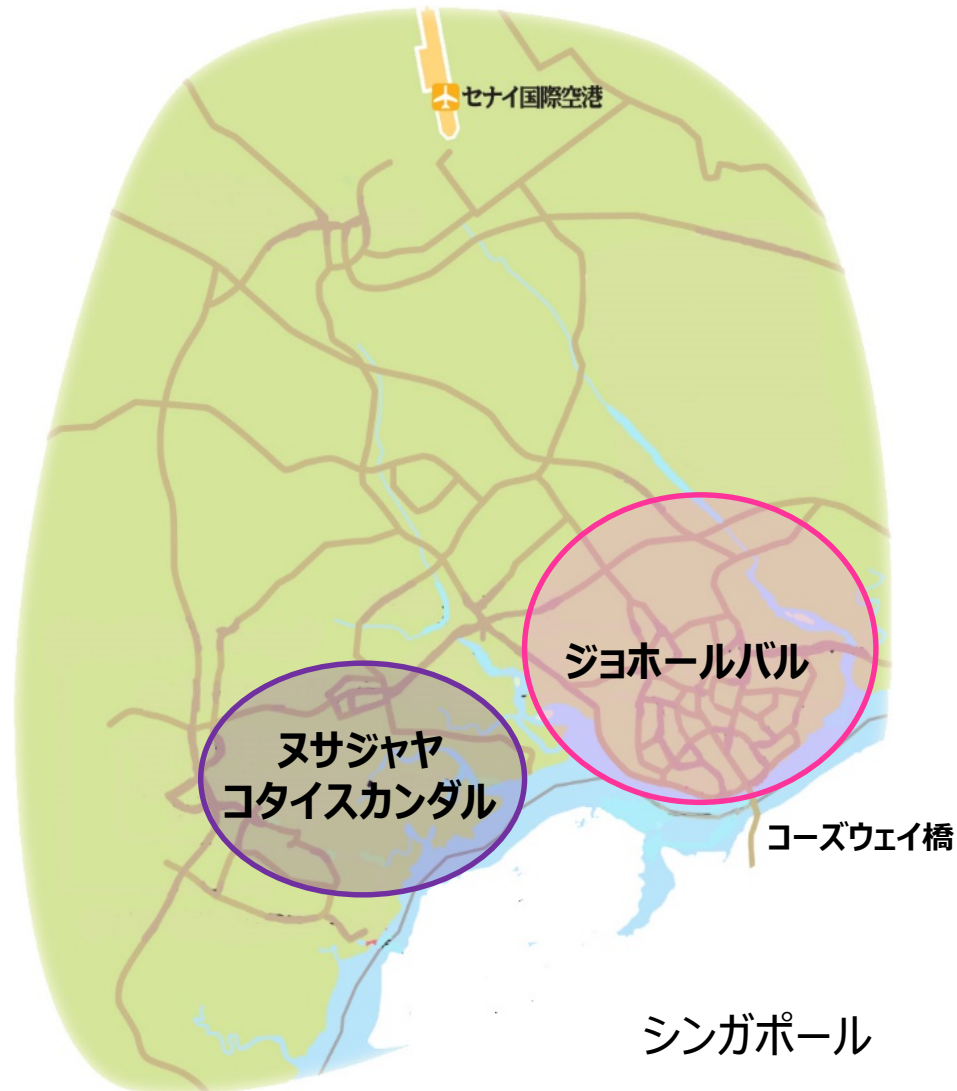 セナイ国際空港
ジョホールバル
ヌサジャヤ
コタイスカンダル
コーズウェイ橋
シンガポール